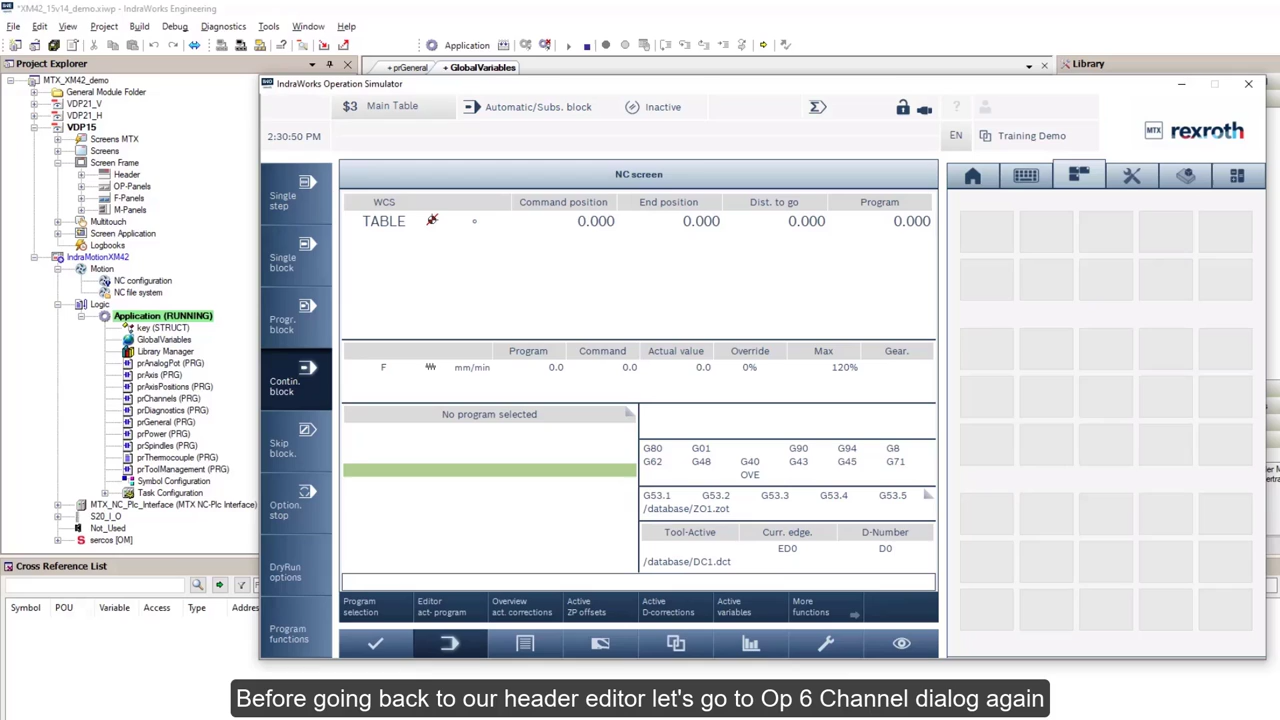 *XM42_15v14_demo.xiwp - IndraWorks Engineering
File Edit View Project Build Debug Diagnostics Tools Window Help
Application
Project Explorer
prGeneral
GlobalVariables
Library
MTX_XM42_demo
General Module Folder
VDP21_V
VDP21_H
VDP15
Screens MTX
Screens
Screen Frame
Header
OP-Panels
F-Panels
M-Panels
Multitouch
Screen Application
Logbooks
IndraMotionXM42
Motion
NC configuration
NC file system
Logic
Application (RUNNING)
key (STRUCT)
GlobalVariables
Library Manager
prAnalogPot (PRG)
prAxis (PRG)
prAxisPositions (PRG)
prChannels (PRG)
prDiagnostics (PRG)
prGeneral (PRG)
prPower (PRG)
prSpindles (PRG)
prThermocouple (PRG)
prToolManagement (PRG)
Symbol Configuration
Task Configuration
MTX_NC_Plc_Interface (MTX NC-Plc Interface)
S20_I_O
Not_Used
sercos [OM]
Cross Reference List
Symbol POU Variable Access Type Addre
IndraWorks Operation Simulator
$3 Main Table
Automatic/Subs. block
Inactive
2:30:50 PM
EN
Training Demo
MTX rexroth
NC screen
Single step
Single block
Progr. block
Contin. block
Skip block.
Option. stop
DryRun options
Program functions
WCS Command position End position Dist. to go Program
TABLE ° 0.000 0.000 0.000 0.000
Program Command Actual value Override Max Gear.
F mm/min 0.0 0.0 0.0 0% 120%
No program selected
G80 G01 G90 G94 G8
G62 G48 G40 G43 G45 G71
OVE
G53.1 G53.2 G53.3 G53.4 G53.5
/database/ZO1.zot
Tool-Active Curr. edge. D-Number
ED0 D0
/database/DC1.dct
Program selection
Editor act- program
Overview act. corrections
Active ZP offsets
Active D-corrections
Active variables
More functions
Before going back to our header editor let's go to Op 6 Channel dialog again